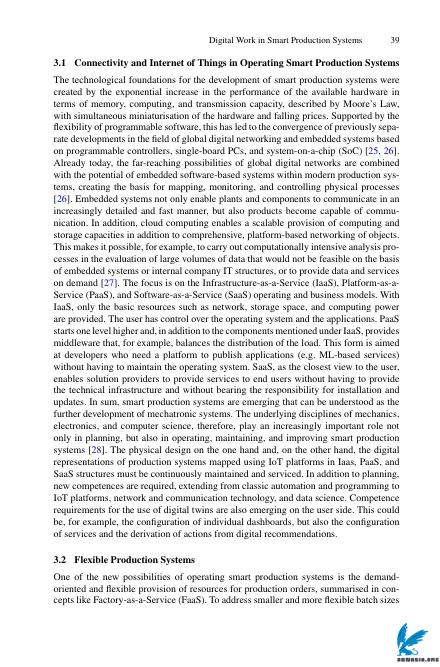 Digital Work in Smart Production Systems 39
3.1 Connectivity and Internet of Things in Operating Smart Production Systems
The technological foundations for the development of smart production systems were
created by the exponential increase in the performance of the available hardware in
terms of memory, computing, and transmission capacity, described by Moore's Law,
with simultaneous miniaturisation of the hardware and falling prices. Supported by the
flexibility of programmable software, this has led to the convergence of previously sepa-
rate developments in the field of global digital networking and embedded systems based
on programmable controllers, single-board PCs, and system-on-a-chip (SoC) [25, 26].
Already today, the far-reaching possibilities of global digital networks are combined
with the potential of embedded software-based systems within modern production sys-
tems, creating the basis for mapping, monitoring, and controlling physical processes
[26]. Embedded systems not only enable plants and components to communicate in an
increasingly detailed and fast manner, but also products become capable of commu-
nication. In addition, cloud computing enables a scalable provision of computing and
storage capacities in addition to comprehensive, platform-based networking of objects.
This makes it possible, for example, to carry out computationally intensive analysis pro-
cesses in the evaluation of large volumes of data that would not be feasible on the basis
of embedded systems or internal company IT structures, or to provide data and services
on demand [27]. The focus is on the Infrastructure-as-a-Service (IaaS), Platform-as-a-
Service (PaaS), and Software-as-a-Service (SaaS) operating and business models. With
IaaS, only the basic resources such as network, storage space, and computing power
are provided. The user has control over the operating system and the applications. PaaS
starts one level higher and, in addition to the components mentioned under IaaS, provides
middleware that, for example, balances the distribution of the load. This form is aimed
at developers who need a platform to publish applications (e.g. ML-based services)
without having to maintain the operating system. SaaS, as the closest view to the user,
enables solution providers to provide services to end users without having to provide
the technical infrastructure and without bearing the responsibility for installation and
updates. In sum, smart production systems are emerging that can be understood as the
further development of mechatronic systems. The underlying disciplines of mechanics,
electronics, and computer science, therefore, play an increasingly important role not
only in planning, but also in operating, maintaining, and improving smart production
systems [28]. The physical design on the one hand and, on the other hand, the digital
representations of production systems mapped using IoT platforms in Iaas, PaaS, and
SaaS structures must be continuously maintained and serviced. In addition to planning,
new competences are required, extending from classic automation and programming to
IoT platforms, network and communication technology, and data science. Competence
requirements for the use of digital twins are also emerging on the user side. This could
be, for example, the configuration of individual dashboards, but also the configuration
of services and the derivation of actions from digital recommendations.
3.2 Flexible Production Systems
One of the new possibilities of operating smart production systems is the demand-
oriented and flexible provision of resources for production orders, summarised in con-
cepts like Factory-as-a-Service (FaaS). To address smaller and more flexible batch sizes